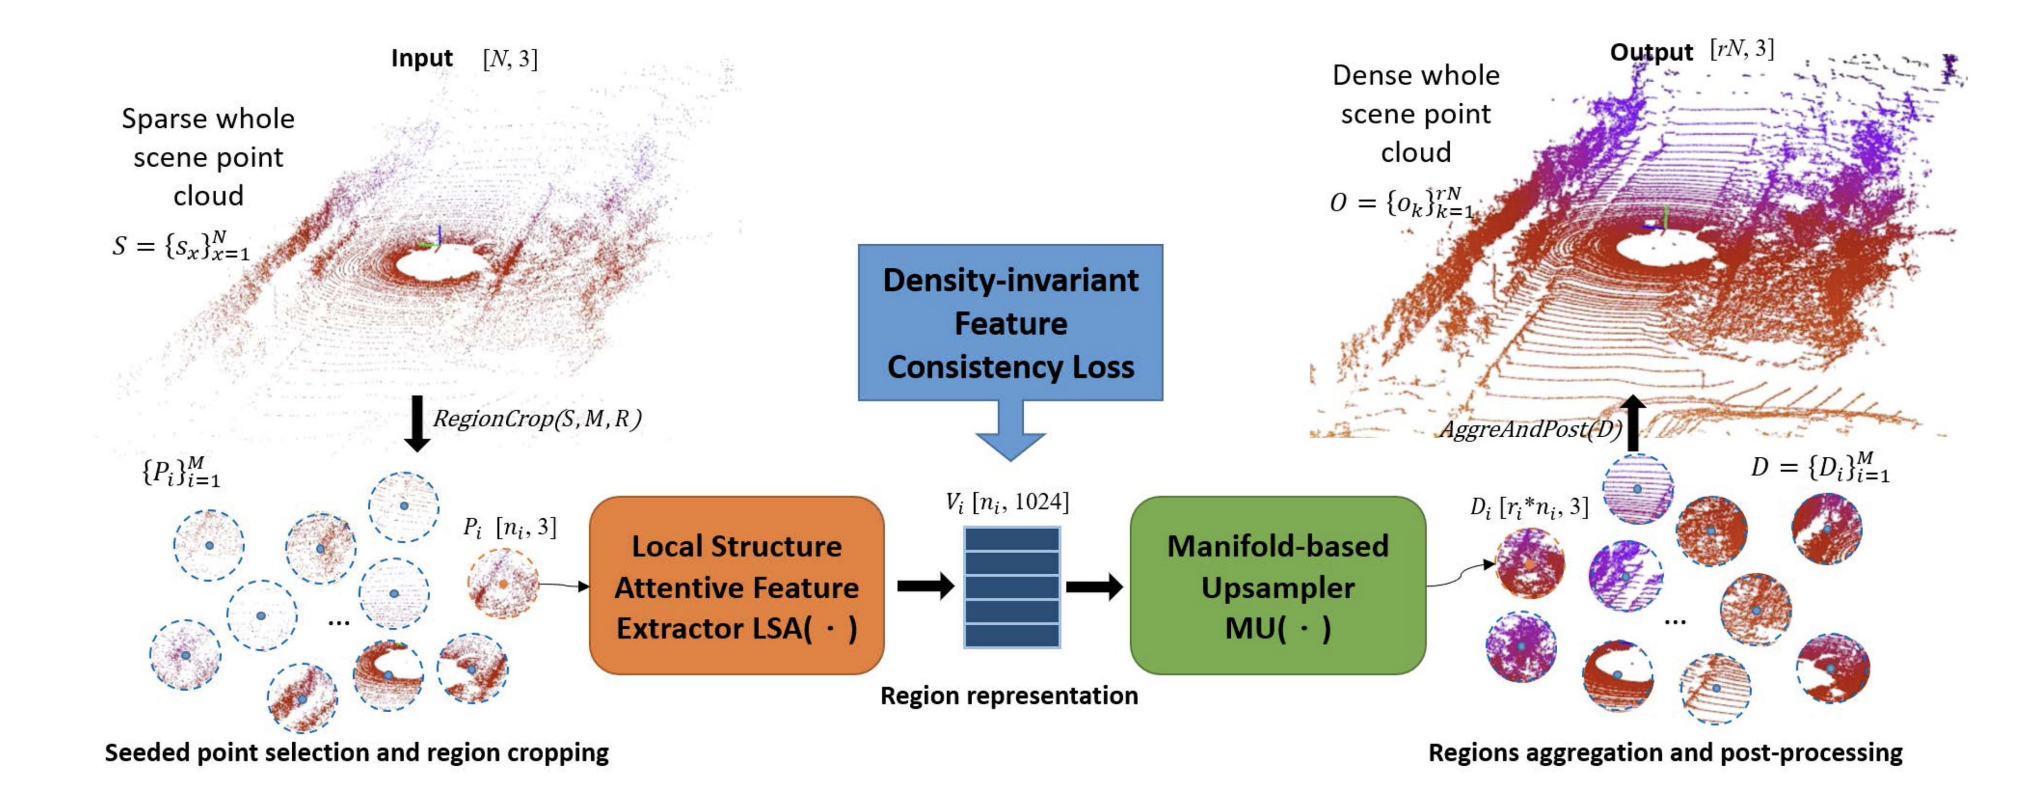 Input [N, 3]
Sparse whole
scene point
cloud
S = {s_x}_{x=1}^{N}
RegionCrop(S, M, R)
{P_i}_{i=1}^{M}
P_i [n_i, 3]
...
Seeded point selection and region cropping
Local Structure
Attentive Feature
Extractor LSA( · )
Density-invariant
Feature
Consistency Loss
V_i [n_i, 1024]
Region representation
Manifold-based
Upsampler
MU( · )
Output [rN, 3]
Dense whole
scene point
cloud
O = {o_k}_{k=1}^{rN}
AggreAndPost(D)
D = {D_i}_{i=1}^{M}
D_i [r_i*n_i, 3]
...
Regions aggregation and post-processing